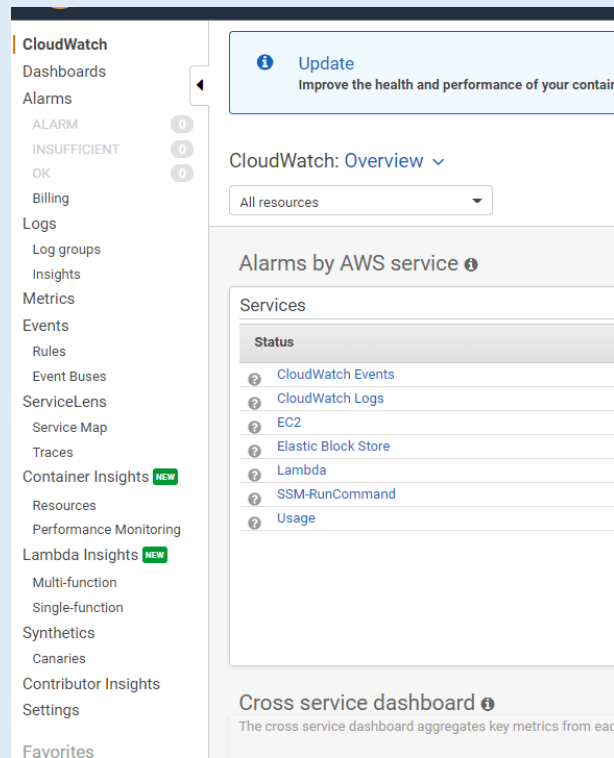 CloudWatch
Dashboards
Alarms
ALARM 0
INSUFFICIENT 0
OK 0
Billing
Logs
Log groups
Insights
Metrics
Events
Rules
Event Buses
ServiceLens
Service Map
Traces
Container Insights NEW
Resources
Performance Monitoring
Lambda Insights NEW
Multi-function
Single-function
Synthetics
Canaries
Contributor Insights
Settings
Favorites
Update
Improve the health and performance of your contain
CloudWatch: Overview
All resources
Alarms by AWS service
Services
Status
CloudWatch Events
CloudWatch Logs
EC2
Elastic Block Store
Lambda
SSM-RunCommand
Usage
Cross service dashboard
The cross service dashboard aggregates key metrics from eac